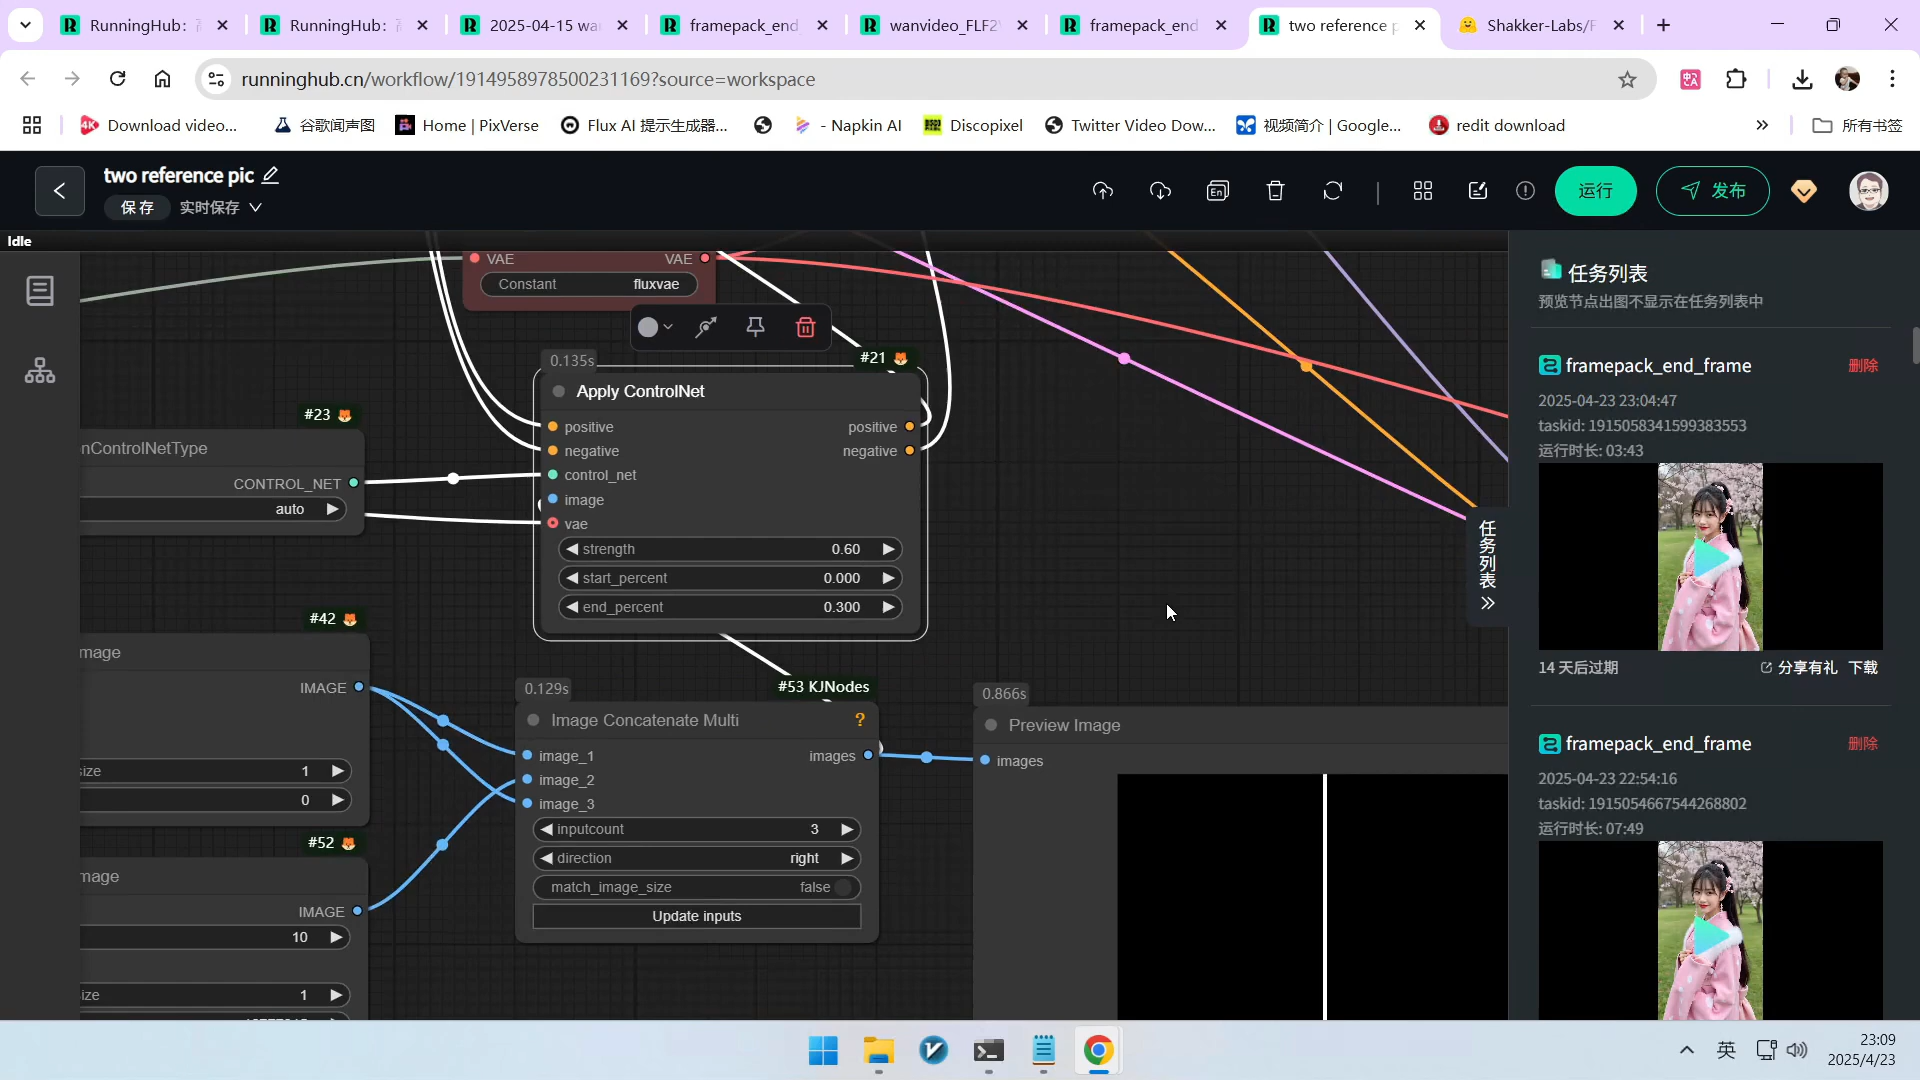 RunningHub:
RunningHub:
2025-04-15 wa
framepack_end
wanvideo_FLF2
framepack_end
two reference p
Shakker-Labs/F
runninghub.cn/workflow/1914958978500231169?source=workspace
Download video...
谷歌闻声图
Home | PixVerse
Flux AI 提示生成器...
- Napkin AI
Discopixel
Twitter Video Dow...
视频简介 | Google...
redit download
所有书签
two reference pic
保存
实时保存
En
运行
发布
Idle
VAE
VAE
Constant
fluxvae
0.135s
#21
Apply ControlNet
positive
positive
negative
negative
control_net
image
vae
strength
0.60
start_percent
0.000
end_percent
0.300
#23
nControlNetType
CONTROL_NET
auto
#42
mage
IMAGE
ize
1
0
#52
mage
IMAGE
10
ize
1
0.129s
#53 KJNodes
Image Concatenate Multi
?
image_1
images
image_2
image_3
inputcount
3
direction
right
match_image_size
false
Update inputs
0.866s
Preview Image
images
任务列表
任务列表
预览节点出图不显示在任务列表中
framepack_end_frame
删除
2025-04-23 23:04:47
taskid: 1915058341599383553
运行时长: 03:43
14 天后过期
分享有礼
下载
framepack_end_frame
删除
2025-04-23 22:54:16
taskid: 1915054667544268802
运行时长: 07:49
英
23:09
2025/4/23